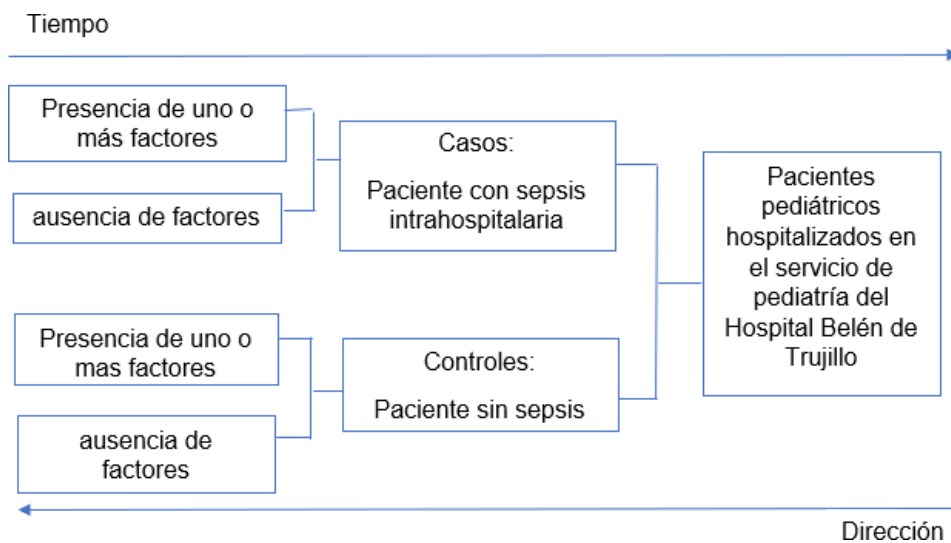 Tiempo
Presencia de uno o
más factores
ausencia de factores
Casos:
Paciente con sepsis
intrahospitalaria
Presencia de uno o
mas factores
ausencia de
factores
Controles:
Paciente sin sepsis
Pacientes
pediátricos
hospitalizados en
el servicio de
pediatría del
Hospital Belén de
Trujillo
Dirección